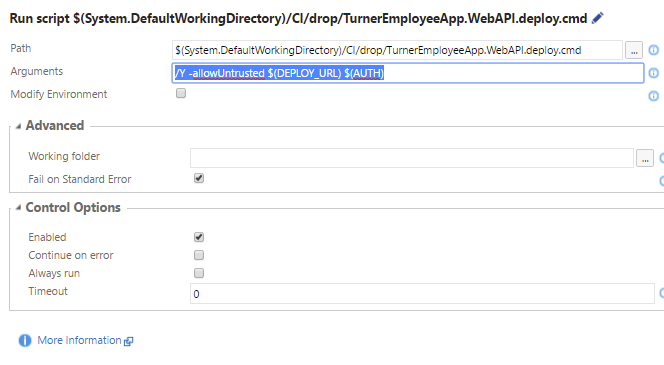 Run script $(System.DefaultWorkingDirectory)/CI/drop/TurnerEmployeeApp.WebAPI.deploy.cmd
Path $(System.DefaultWorkingDirectory)/CI/drop/TurnerEmployeeApp.WebAPI.deploy.cmd ...
Arguments /Y -allowUntrusted $(DEPLOY_URL) $(AUTH)
Modify Environment
Advanced
Working folder ...
Fail on Standard Error
Control Options
Enabled
Continue on error
Always run
Timeout 0
More Information